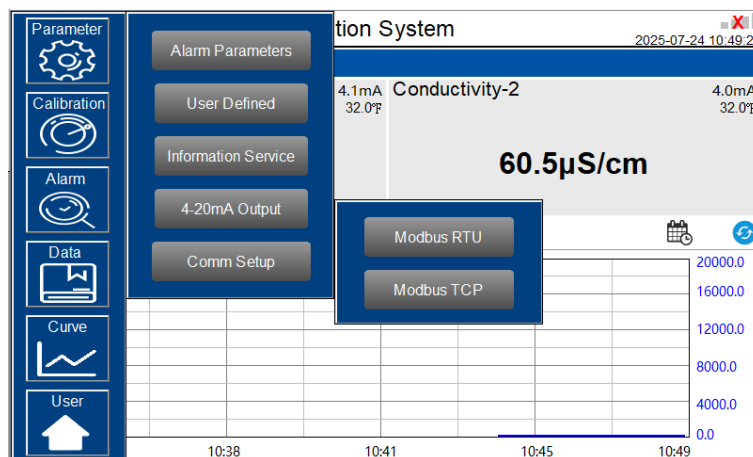 Parameter
Calibration
Alarm
Data
Curve
User
Alarm Parameters
User Defined
Information Service
4-20mA Output
Comm Setup
Modbus RTU
Modbus TCP
tion System
X
2025-07-24 10:49:2
4.1mA
32.0℉
Conductivity-2
4.0mA
32.0℉
60.5μS/cm
20000.0
16000.0
12000.0
8000.0
4000.0
0.0
10:38
10:41
10:45
10:49